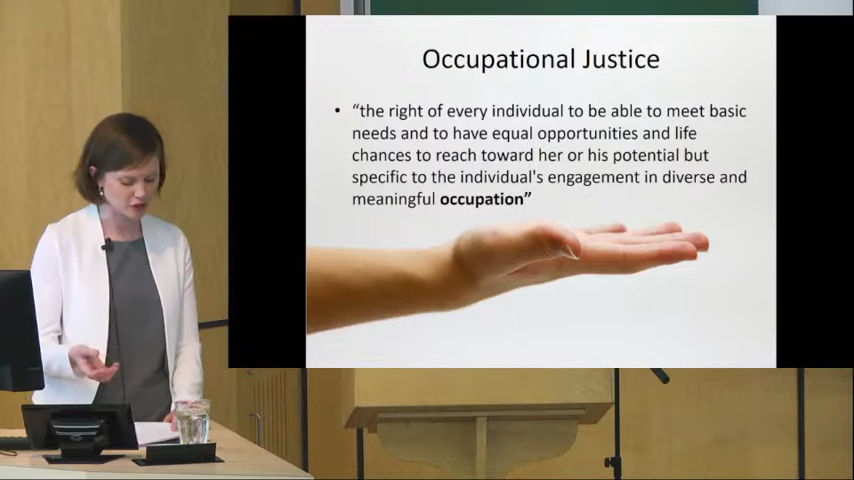 Occupational Justice
• “the right of every individual to be able to meet basic
needs and to have equal opportunities and life
chances to reach toward her or his potential but
specific to the individual's engagement in diverse and
meaningful occupation”